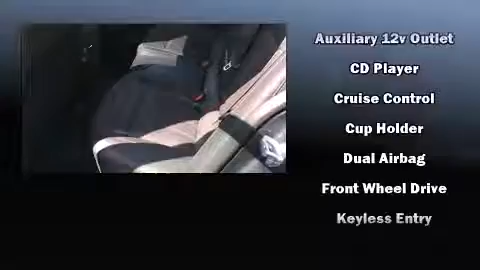 Auxiliary 12v Outlet
CD Player
Cruise Control
Cup Holder
Dual Airbag
Front Wheel Drive
Keyless Entry